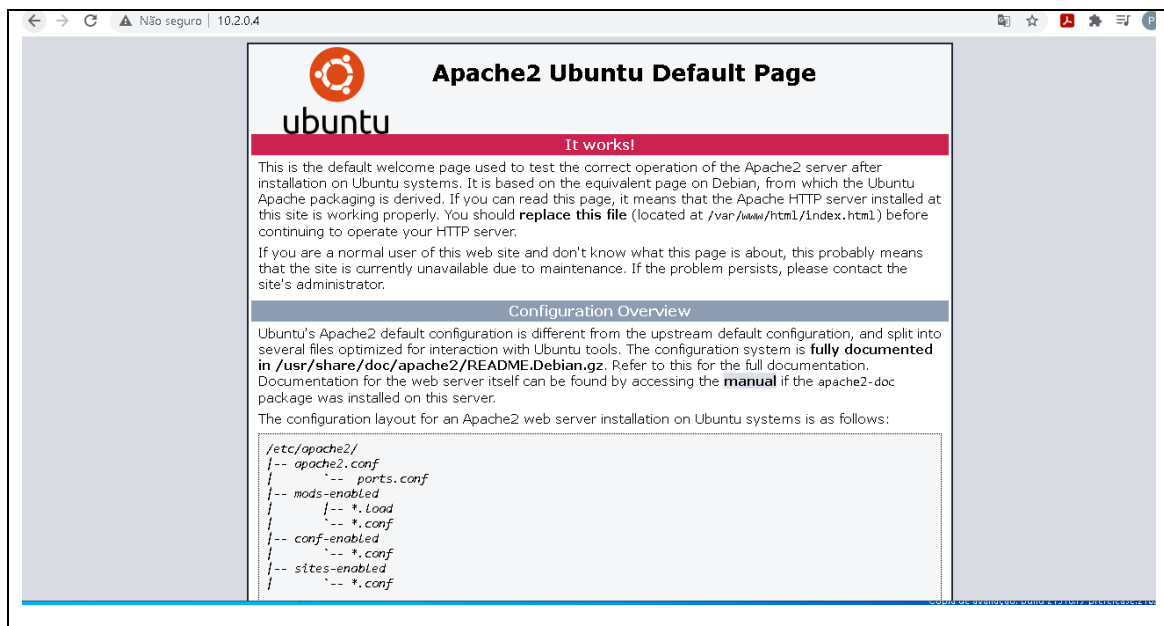 Não seguro | 10.2.0.4
P
ubuntu
Apache2 Ubuntu Default Page
It works!
This is the default welcome page used to test the correct operation of the Apache2 server after
installation on Ubuntu systems. It is based on the equivalent page on Debian, from which the Ubuntu
Apache packaging is derived. If you can read this page, it means that the Apache HTTP server installed at
this site is working properly. You should replace this file (located at /var/www/html/index.html) before
continuing to operate your HTTP server.
If you are a normal user of this web site and don't know what this page is about, this probably means
that the site is currently unavailable due to maintenance. If the problem persists, please contact the
site's administrator.
Configuration Overview
Ubuntu's Apache2 default configuration is different from the upstream default configuration, and split into
several files optimized for interaction with Ubuntu tools. The configuration system is fully documented
in /usr/share/doc/apache2/README.Debian.gz. Refer to this for the full documentation.
Documentation for the web server itself can be found by accessing the manual if the apache2-doc
package was installed on this server.
The configuration layout for an Apache2 web server installation on Ubuntu systems is as follows:
/etc/apache2/
|-- apache2.conf
|       `--  ports.conf
|-- mods-enabled
|       |-- *.load
|       `-- *.conf
|-- conf-enabled
|       `-- *.conf
|-- sites-enabled
|       `-- *.conf